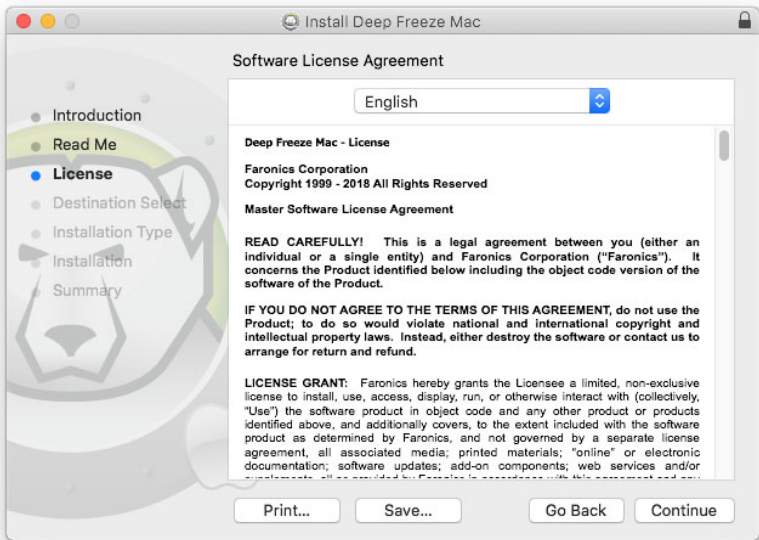 Install Deep Freeze Mac
Software License Agreement
Introduction
Read Me
License
Destination Select
Installation Type
Installation
Summary
English
Deep Freeze Mac - License
Faronics Corporation
Copyright 1999 - 2018 All Rights Reserved
Master Software License Agreement
READ CAREFULLY! This is a legal agreement between you (either an
individual or a single entity) and Faronics Corporation ("Faronics"). It
concerns the Product identified below including the object code version of the
software of the Product.
IF YOU DO NOT AGREE TO THE TERMS OF THIS AGREEMENT, do not use the
Product; to do so would violate national and international copyright and
intellectual property laws. Instead, either destroy the software or contact us to
arrange for return and refund.
LICENSE GRANT: Faronics hereby grants the Licensee a limited, non-exclusive
license to install, use, access, display, run, or otherwise interact with (collectively,
"Use") the software product in object code and any other product or products
identified above, and additionally covers, to the extent included with the software
product as determined by Faronics, and not governed by a separate license
agreement, all associated media; printed materials; "online" or electronic
documentation; software updates; add-on components; web services and/or
Print...
Save...
Go Back
Continue